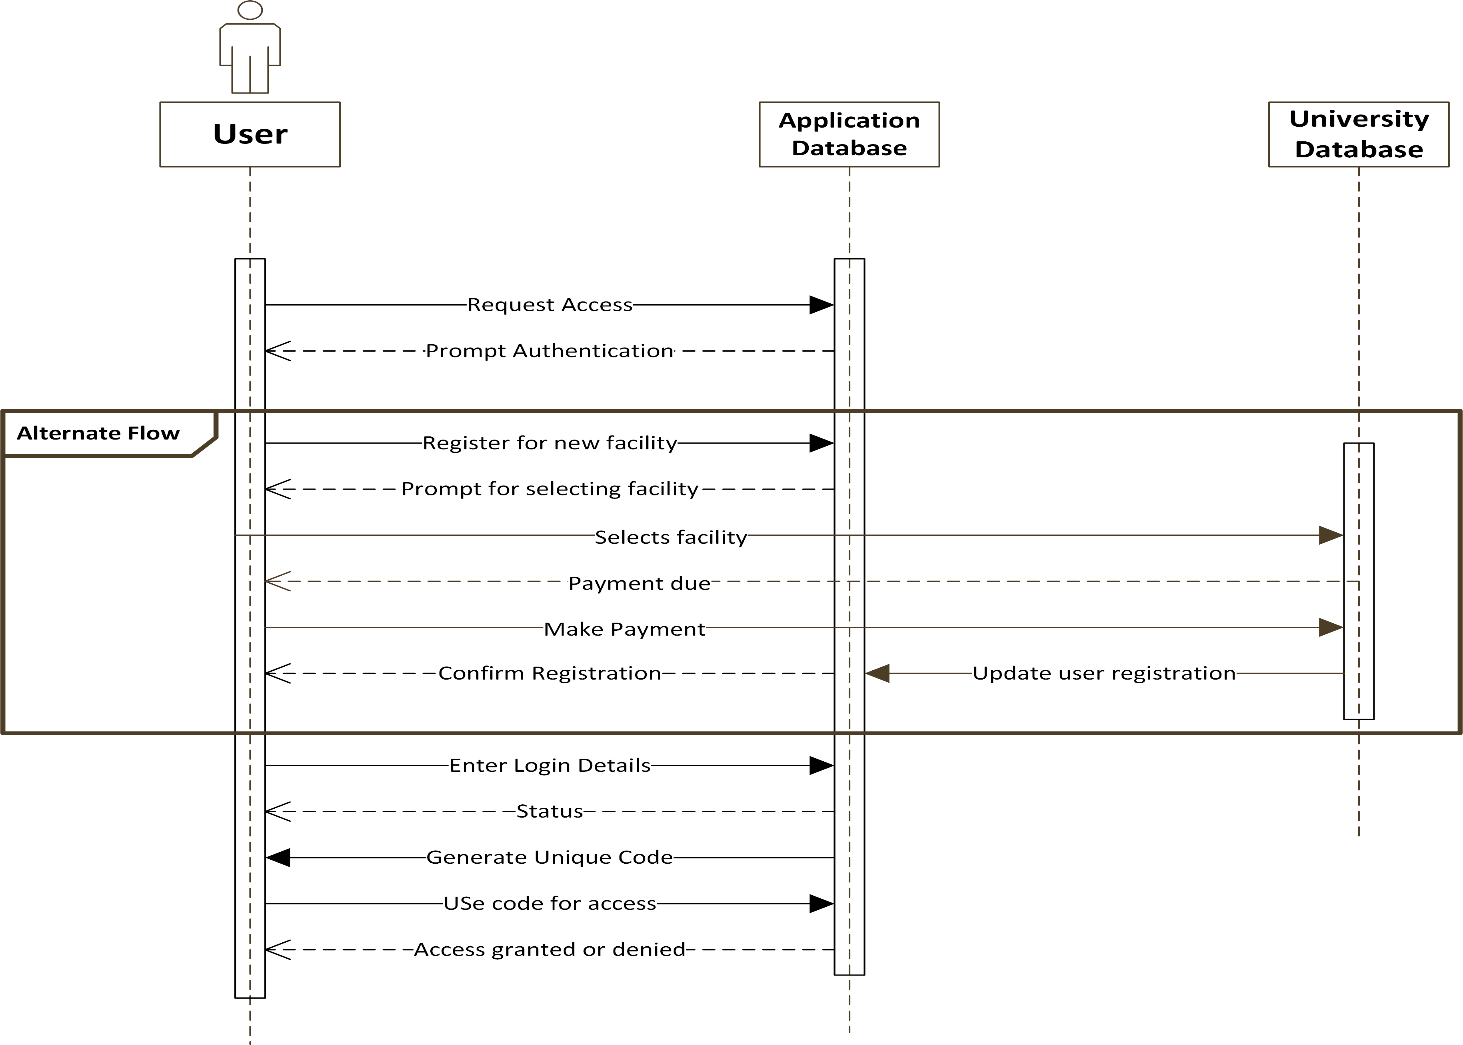 User
Application
Database
University
Database
Request Access
Prompt Authentication
Alternate Flow
Register for new facility
Prompt for selecting facility
Selects facility
Payment due
Make Payment
Confirm Registration
Update user registration
Enter Login Details
Status
Generate Unique Code
USe code for access
Access granted or denied